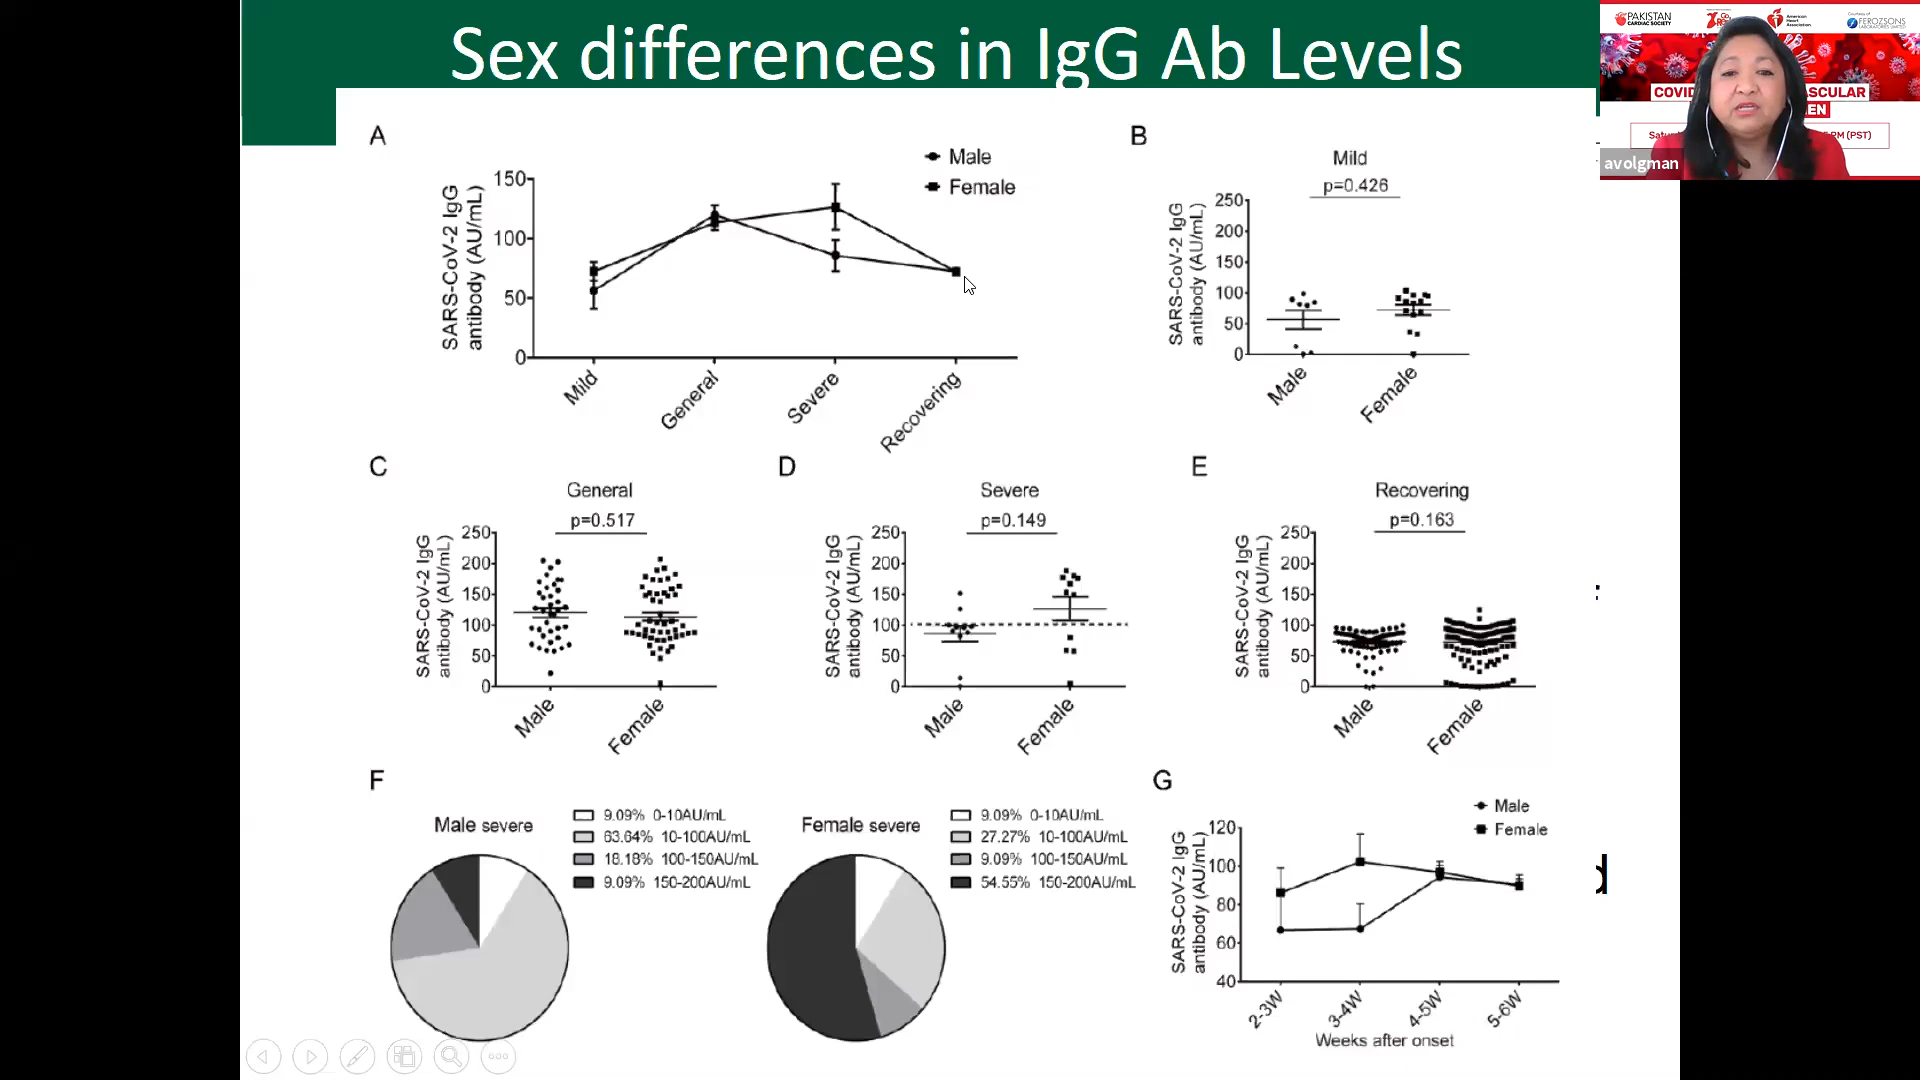 Sex differences in IgG Ab Levels
PAKISTAN
CARDIAC SOCIETY
American
Heart
Association
Courtesy of
FEROZSONS
LABORATORIES LIMITED
COVID
ASCULAR
EN
Satur
PM (PST)
avolgman
A
Male
Female
SARS-CoV-2 IgG
antibody (AU/mL)
150
100
50
0
Mild
General
Severe
Recovering
B
Mild
p=0.426
SARS-CoV-2 IgG
antibody (AU/mL)
250
200
150
100
50
0
Male
Female
C
General
p=0.517
SARS-CoV-2 IgG
antibody (AU/mL)
250
200
150
100
50
0
Male
Female
D
Severe
p=0.149
SARS-CoV-2 IgG
antibody (AU/mL)
250
200
150
100
50
0
Male
Female
E
Recovering
p=0.163
SARS-CoV-2 IgG
antibody (AU/mL)
250
200
150
100
50
0
Male
Female
F
Male severe
9.09% 0-10AU/mL
63.64% 10-100AU/mL
18.18% 100-150AU/mL
9.09% 150-200AU/mL
Female severe
9.09% 0-10AU/mL
27.27% 10-100AU/mL
9.09% 100-150AU/mL
54.55% 150-200AU/mL
G
Male
Female
SARS-CoV-2 IgG
antibody (AU/mL)
120
100
80
60
40
2-3W
3-4W
4-5W
5-6W
Weeks after onset
d